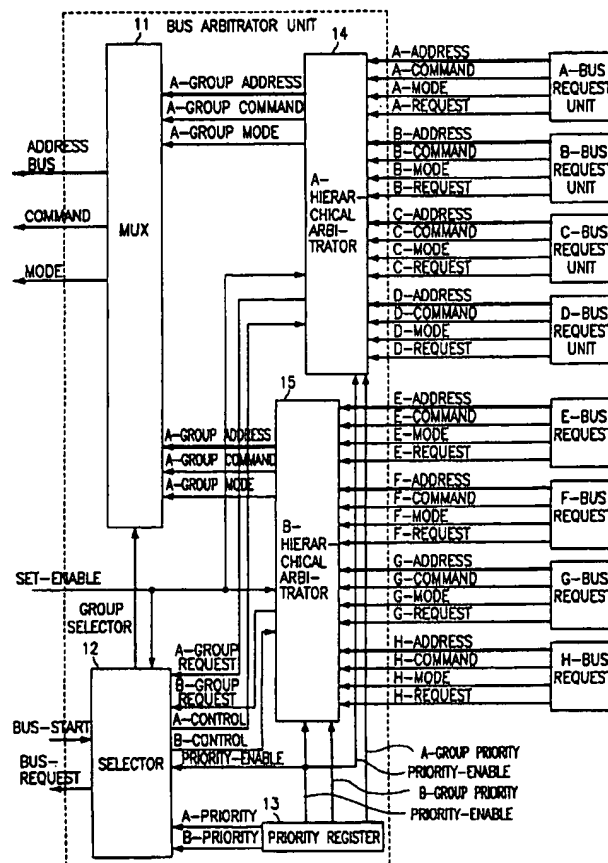 BUS ARBITRATOR UNIT
11
14
A-GROUP ADDRESS
A-GROUP COMMAND
A-GROUP MODE
ADDRESS
BUS
COMMAND
MODE
MUX
A-
HIERAR-
CHICAL
ARBI-
TRATOR
A-ADDRESS
A-COMMAND
A-MODE
A-REQUEST
A-BUS
REQUEST
UNIT
B-ADDRESS
B-COMMAND
B-MODE
B-REQUEST
B-BUS
REQUEST
UNIT
C-ADDRESS
C-COMMAND
C-MODE
C-REQUEST
C-BUS
REQUEST
UNIT
D-ADDRESS
D-COMMAND
D-MODE
D-REQUEST
D-BUS
REQUEST
UNIT
15
A-GROUP ADDRESS
A-GROUP COMMAND
A-GROUP MODE
B-
HIERAR-
CHICAL
ARBI-
TRATOR
E-ADDRESS
E-COMMAND
E-MODE
E-REQUEST
E-BUS
REQUEST
F-ADDRESS
F-COMMAND
F-MODE
F-REQUEST
F-BUS
REQUEST
G-ADDRESS
G-COMMAND
G-MODE
G-REQUEST
G-BUS
REQUEST
H-ADDRESS
H-COMMAND
H-MODE
H-REQUEST
H-BUS
REQUEST
SET-ENABLE
GROUP
SELECTOR
12
A-GROUP
REQUEST
B-GROUP
REQUEST
A-CONTROL
B-CONTROL
PRIORITY-ENABLE
BUS-START
BUS-
REQUEST
SELECTOR
A-PRIORITY
B-PRIORITY
13
PRIORITY REGISTER
A-GROUP PRIORITY
PRIORITY-ENABLE
B-GROUP PRIORITY
PRIORITY-ENABLE